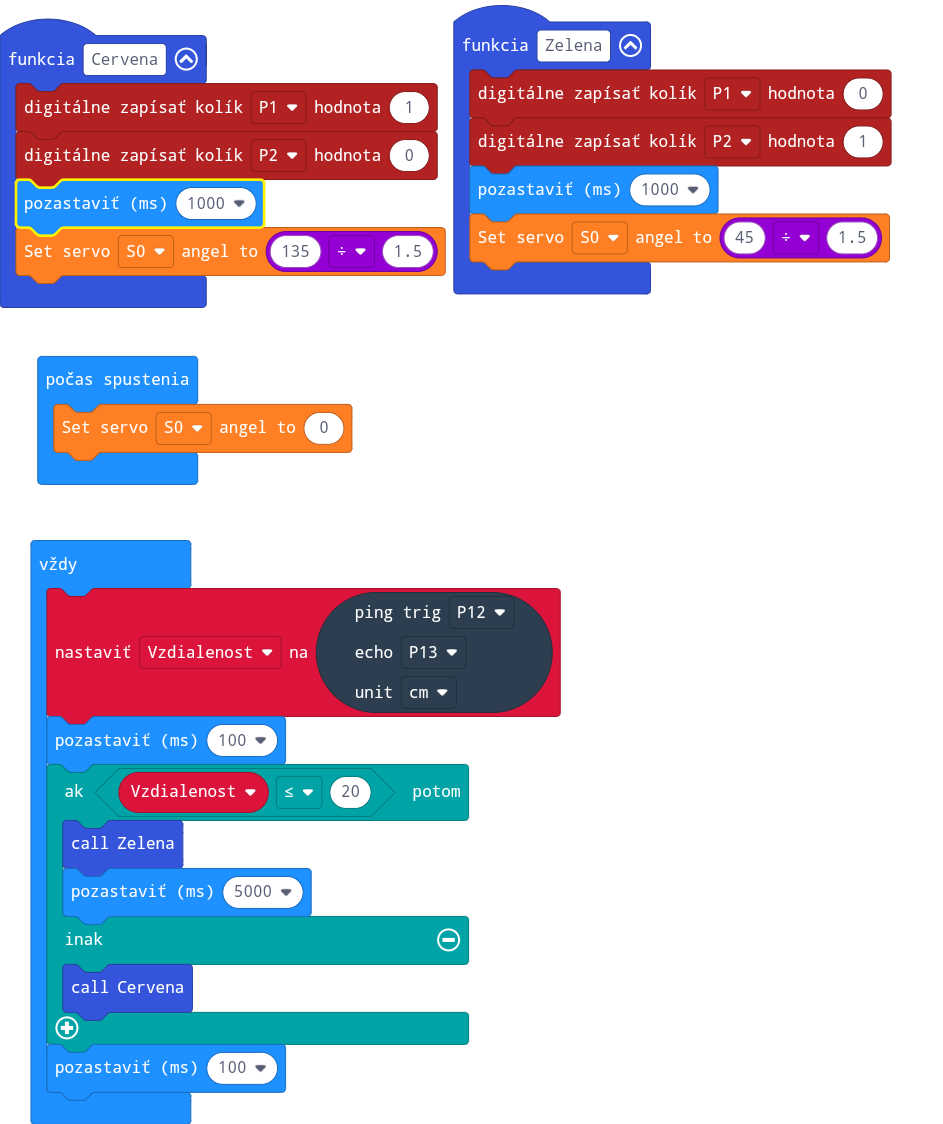 funkcia Cervena
digitálne zapísať kolík P1 hodnota 1
digitálne zapísať kolík P2 hodnota 0
pozastaviť (ms) 1000
Set servo S0 angel to 135 ÷ 1.5
funkcia Zelena
digitálne zapísať kolík P1 hodnota 0
digitálne zapísať kolík P2 hodnota 1
pozastaviť (ms) 1000
Set servo S0 angel to 45 ÷ 1.5
počas spustenia
Set servo S0 angel to 0
vždy
ping trig P12
nastaviť Vzdialenost na echo P13
unit cm
pozastaviť (ms) 100
ak Vzdialenost ≤ 20 potom
call Zelena
pozastaviť (ms) 5000
inak
call Cervena
pozastaviť (ms) 100